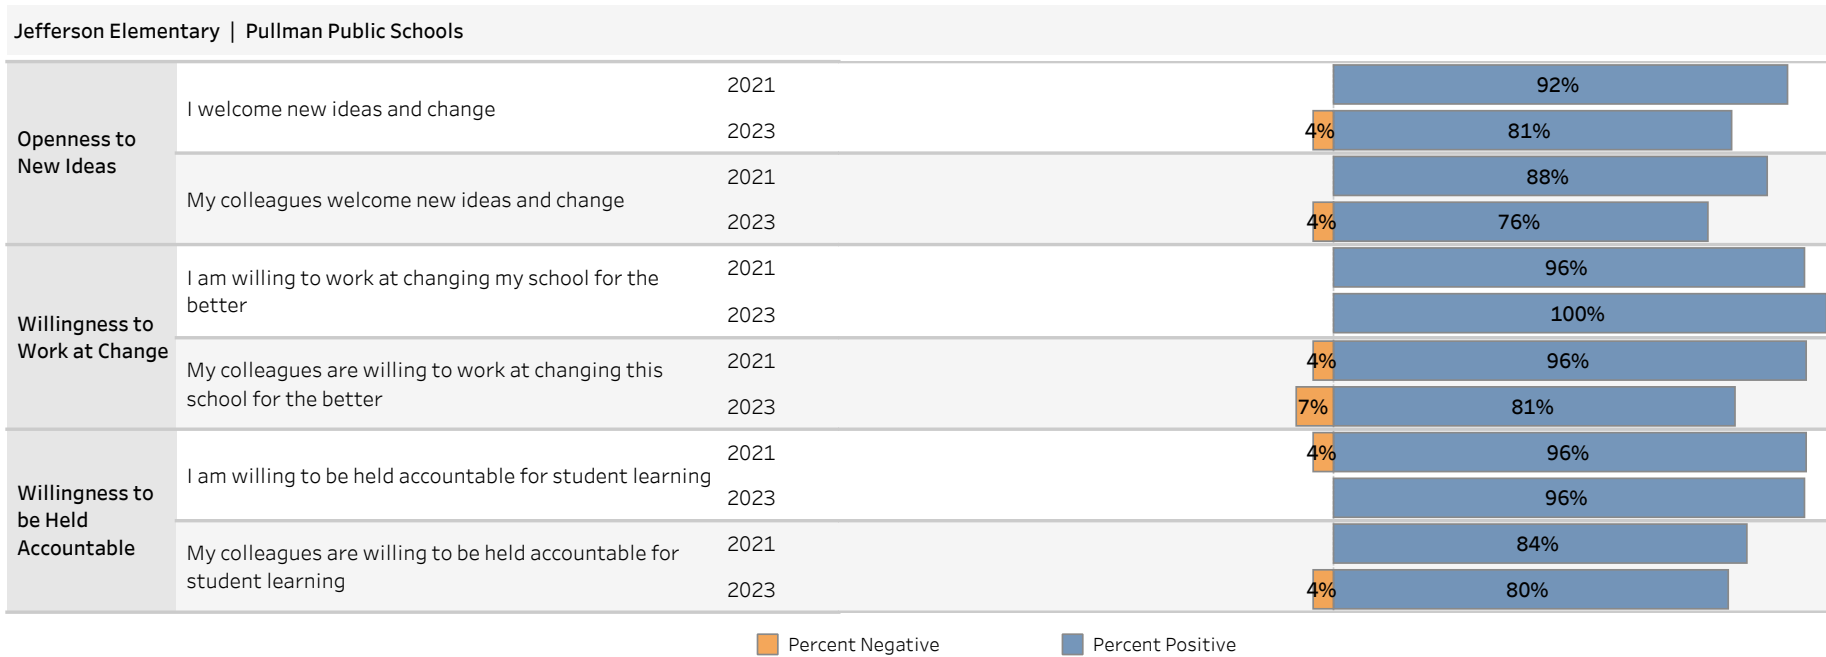 Jefferson Elementary | Pullman Public Schools
Openness to
New Ideas
I welcome new ideas and change
2021
92%
2023
4%
81%
My colleagues welcome new ideas and change
2021
88%
2023
4%
76%
Willingness to
Work at Change
I am willing to work at changing my school for the
better
2021
96%
2023
100%
My colleagues are willing to work at changing this
school for the better
2021
4%
96%
2023
7%
81%
Willingness to
be Held
Accountable
I am willing to be held accountable for student learning
2021
4%
96%
2023
96%
My colleagues are willing to be held accountable for
student learning
2021
84%
2023
4%
80%
Percent Negative
Percent Positive